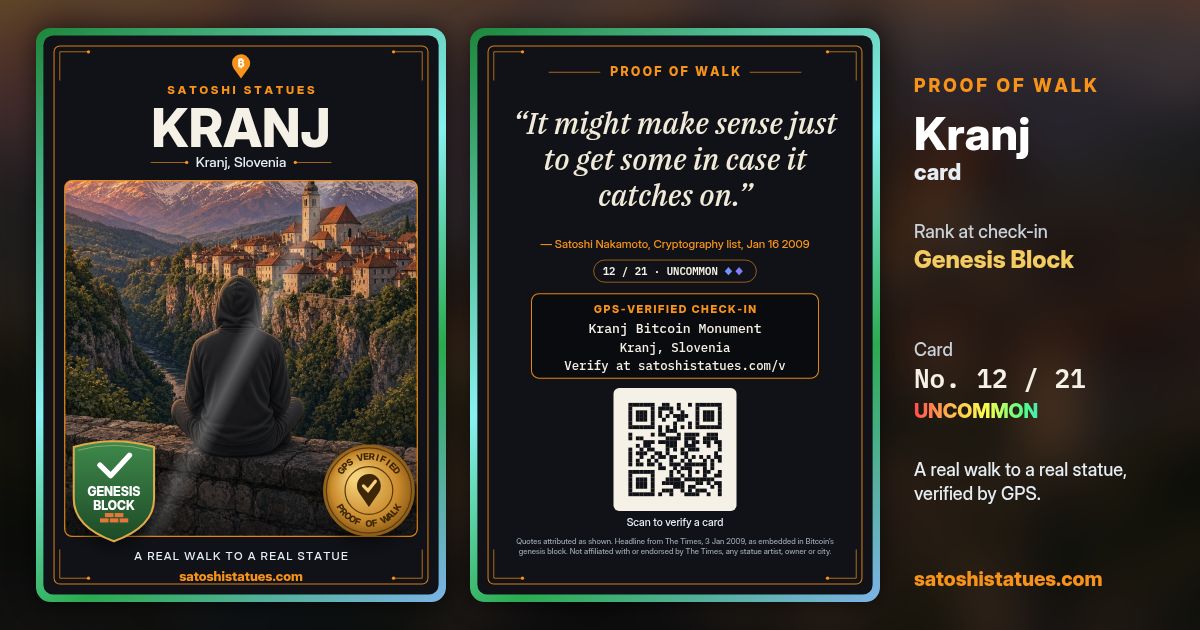 ₿
SATOSHI STATUES
KRANJ
Kranj, Slovenia
GENESIS
BLOCK
GPS VERIFIED
PROOF OF WALK
A REAL WALK TO A REAL STATUE
satoshistatues.com
PROOF OF WALK
“It might make sense just
to get some in case it
catches on.”
— Satoshi Nakamoto, Cryptography list, Jan 16 2009
12 / 21 · UNCOMMON
GPS-VERIFIED CHECK-IN
Kranj Bitcoin Monument
Kranj, Slovenia
Verify at satoshistatues.com/v
Scan to verify a card
Quotes attributed as shown. Headline from The Times, 3 Jan 2009, as embedded in Bitcoin's
genesis block. Not affiliated with or endorsed by The Times, any statue artist, owner or city.
PROOF OF WALK
Kranj
card
Rank at check-in
Genesis Block
Card
No. 12 / 21
UNCOMMON
A real walk to a real statue,
verified by GPS.
satoshistatues.com